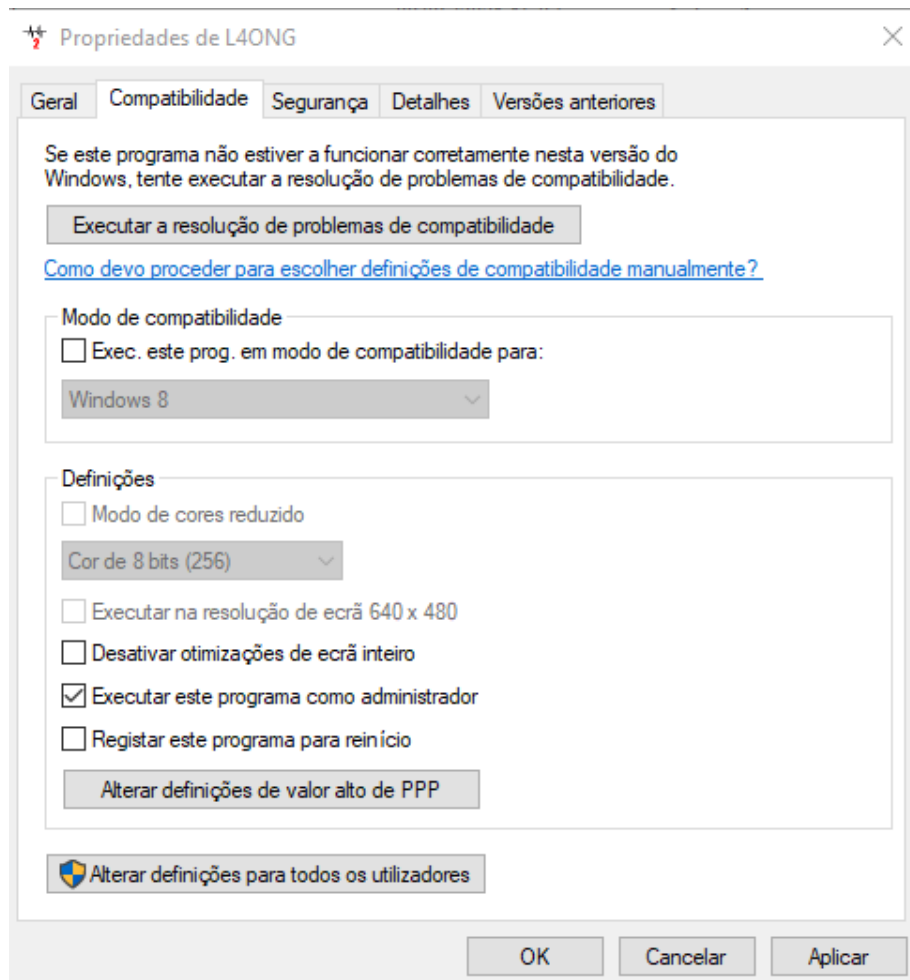 2
Propriedades de L4ONG
Geral Compatibilidade Segurança Detalhes Versões anteriores
Se este programa não estiver a funcionar corretamente nesta versão do
Windows, tente executar a resolução de problemas de compatibilidade.
Executar a resolução de problemas de compatibilidade
Como devo proceder para escolher definições de compatibilidade manualmente?
Modo de compatibilidade
Exec. este prog. em modo de compatibilidade para:
Windows 8
Definições
Modo de cores reduzido
Cor de 8 bits (256)
Executar na resolução de ecrã 640 x 480
Desativar otimizações de ecrã inteiro
Executar este programa como administrador
Registar este programa para reinício
Alterar definições de valor alto de PPP
Alterar definições para todos os utilizadores
OK Cancelar Aplicar